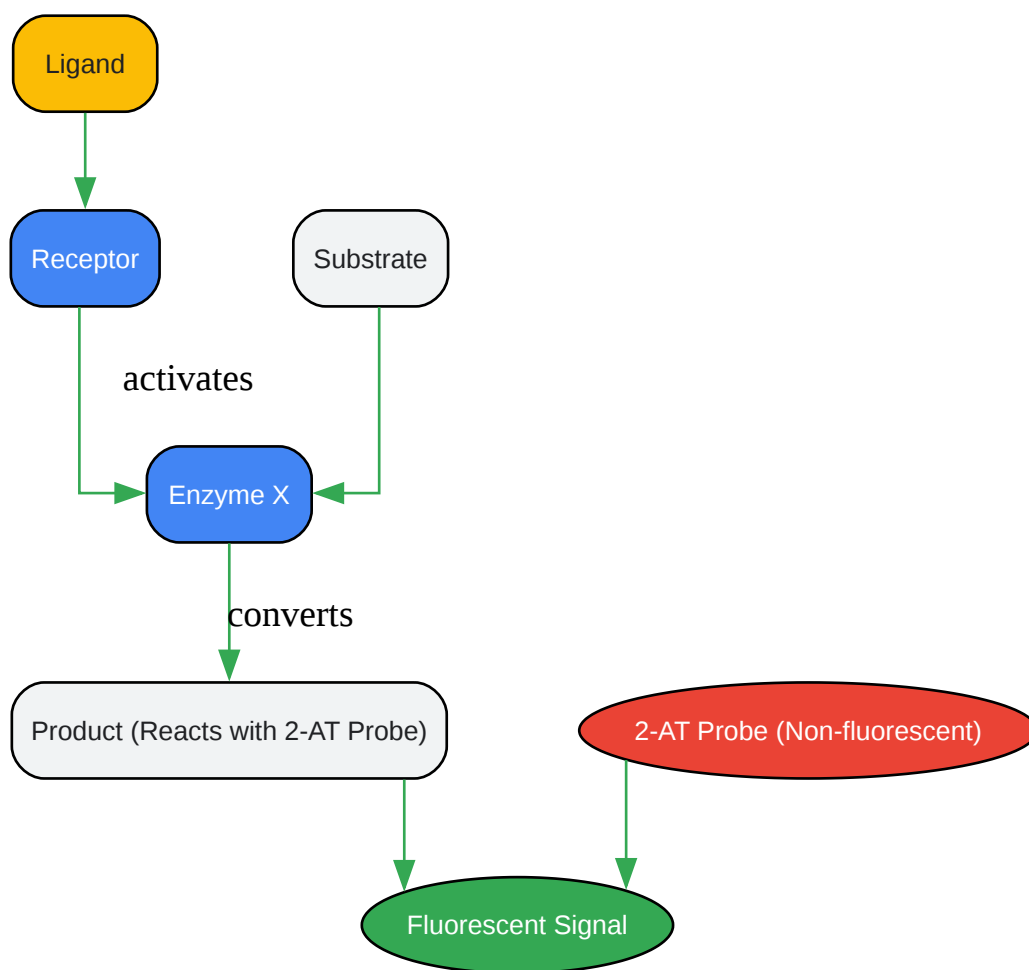 Ligand
Receptor
Substrate
activates
Enzyme X
converts
Product (Reacts with 2-AT Probe)
2-AT Probe (Non-fluorescent)
Fluorescent Signal